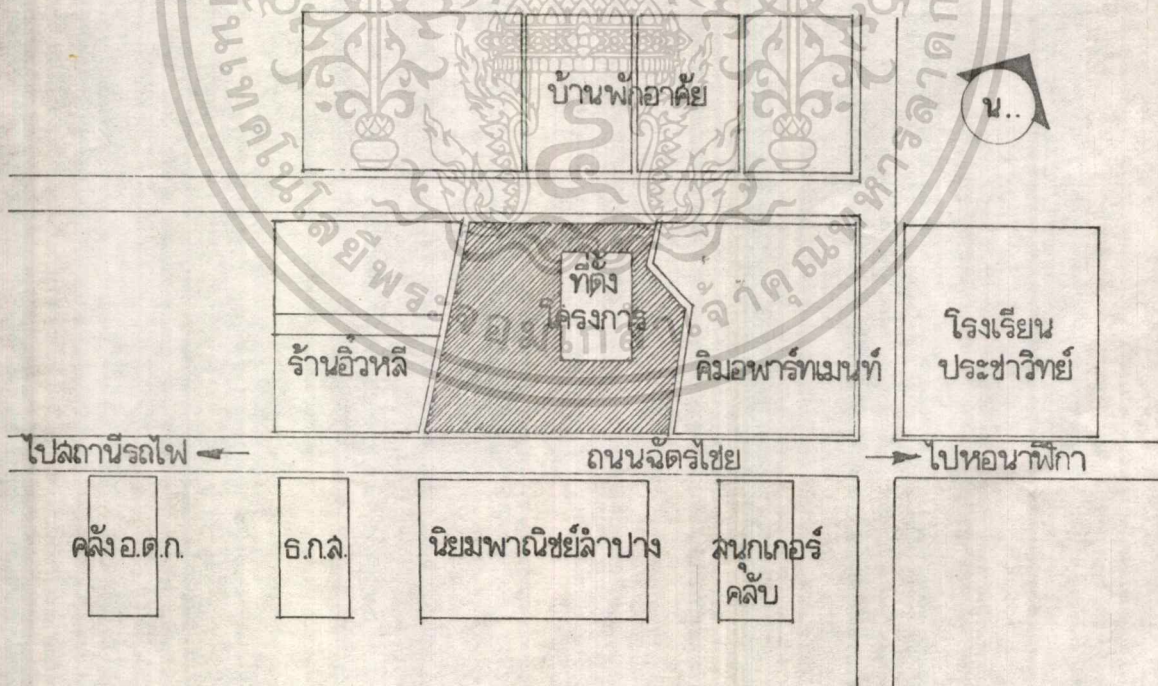 บ้านพักอาศัย
น..
ที่ตั้ง
โครงการ
ร้านอิ๋วหลี
คิมอพาร์ทเมนท์
โรงเรียน
ประชาวิทย์
ไปสถานีรถไฟ
ถนนฉัตรไชย
ไปหอนาฬิกา
คลัง อ.ต.ก.
ธ.ก.ส.
นิยมพาณิชย์ลำปาง
สนุกเกอร์
คลับ